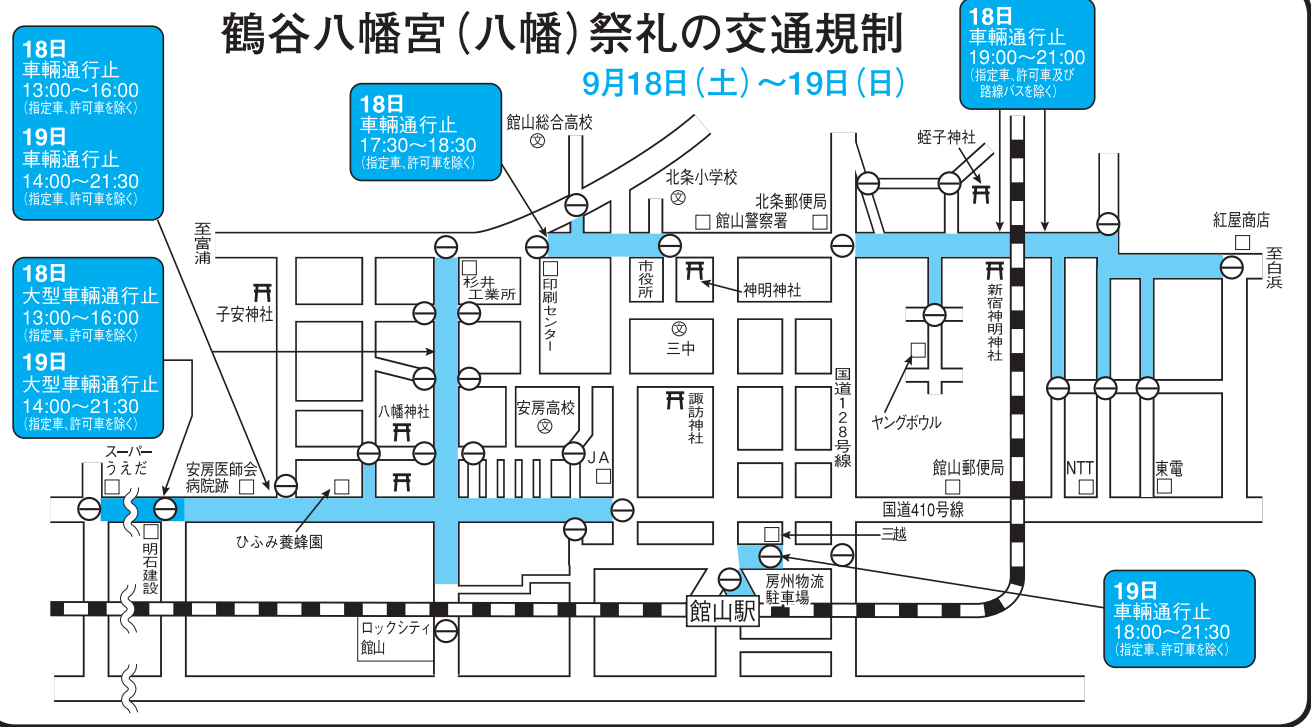 鶴谷八幡宮(八幡)祭礼の交通規制
9月18日(土)〜19日(日)
18日
車輛通行止
13:00〜16:00
(指定車、許可車を除く)
19日
車輛通行止
14:00〜21:30
(指定車、許可車を除く)
18日
大型車輛通行止
13:00〜16:00
(指定車、許可車を除く)
19日
大型車輛通行止
14:00〜21:30
(指定車、許可車を除く)
18日
車輛通行止
17:30〜18:30
(指定車、許可車を除く)
18日
車輛通行止
19:00〜21:00
(指定車、許可車及び
路線バスを除く)
19日
車輛通行止
18:00〜21:30
(指定車、許可車を除く)
館山総合高校
文
北条小学校
文
北条郵便局
館山警察署
蛭子神社
紅屋商店
至富浦
至白浜
子安神社
杉井
工業所
印刷センター
市役所
神明神社
新宿神明神社
文
三中
国道128号線
ヤングボウル
八幡神社
安房高校
文
諏訪神社
JA
スーパー
うえだ
安房医師会
病院跡
館山郵便局
NTT
東電
国道410号線
ひふみ養蜂園
明石建設
三越
房州物流
駐車場
館山駅
ロックシティ
館山